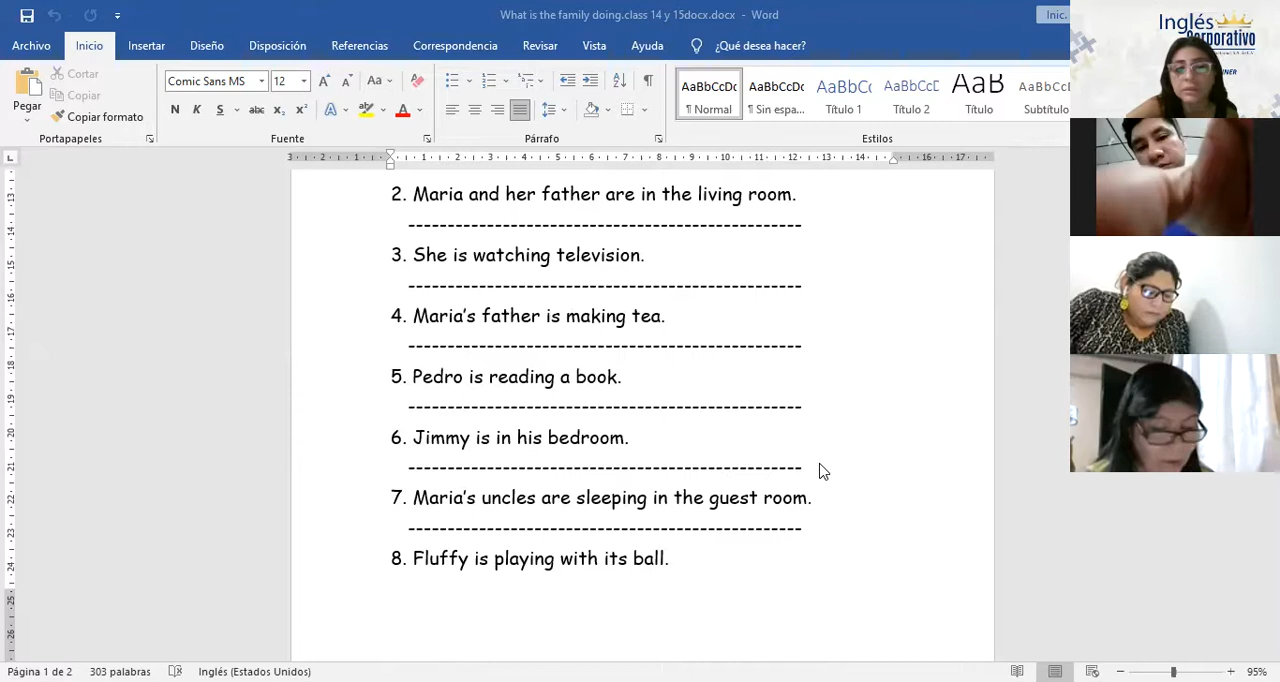 What is the family doing.class 14 y 15docx.docx - Word
Inic.
Archivo
Inicio
Insertar
Diseño
Disposición
Referencias
Correspondencia
Revisar
Vista
Ayuda
¿Qué desea hacer?
Pegar
Cortar
Copiar
Copiar formato
Portapapeles
Comic Sans MS
12
Fuente
Párrafo
AaBbCcDc
¶ Normal
AaBbCcDc
¶ Sin espa...
AaBbCcD
Título 1
AaBbCcD
Título 2
AaB
Título
AaBbCcD
Subtítulo
Estilos
2. Maria and her father are in the living room.
3. She is watching television.
4. Maria's father is making tea.
5. Pedro is reading a book.
6. Jimmy is in his bedroom.
7. Maria's uncles are sleeping in the guest room.
8. Fluffy is playing with its ball.
Página 1 de 2
303 palabras
Inglés (Estados Unidos)
95%
Inglés
Corporativo